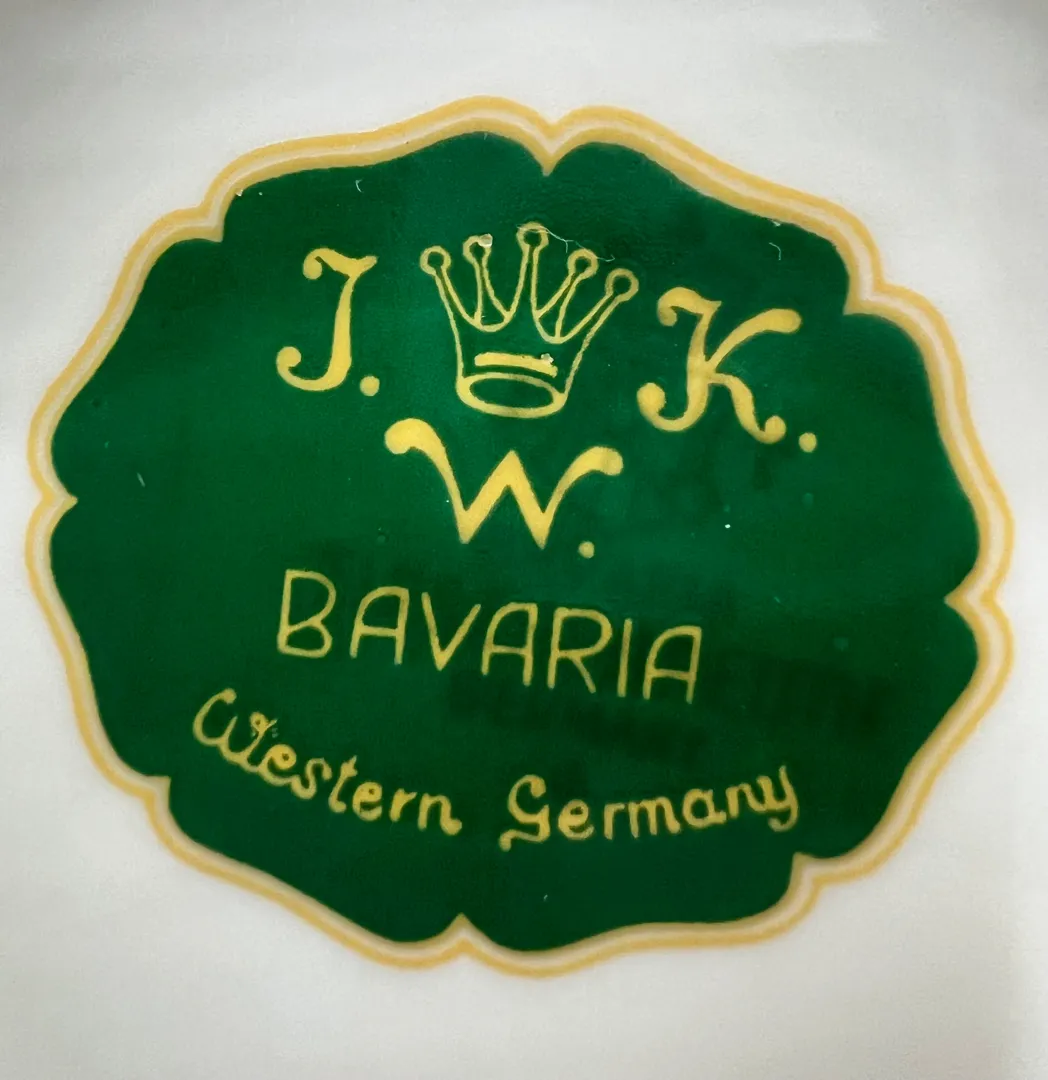 J. K.
W.
BAVARIA
Western Germany